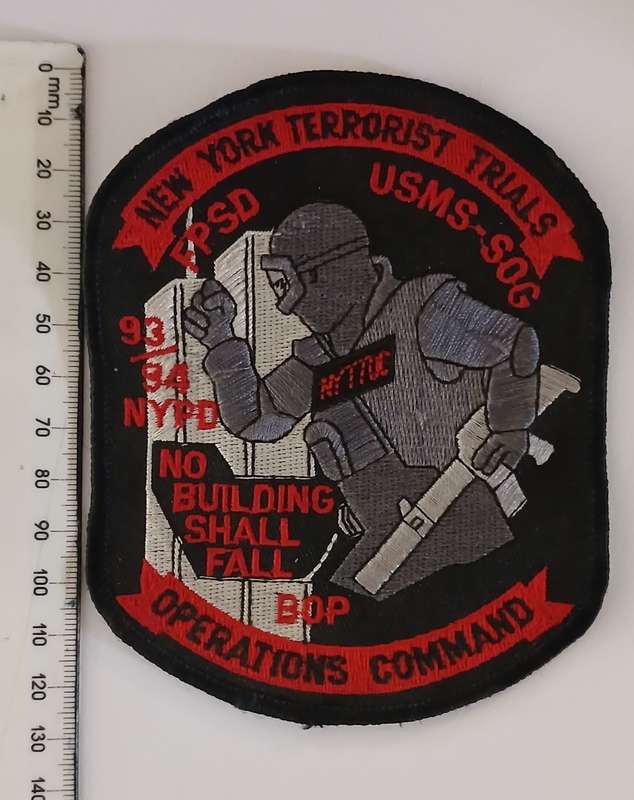 NEW YORK TERRORIST TRIALS
FPSD
USMS-SOG
93
94
NYPD
NYTTOC
NO
BUILDING
SHALL
FALL
BOP
OPERATIONS COMMAND
0 mm 10 20 30 40 50 60 70 80 90 100 110 120 130 140